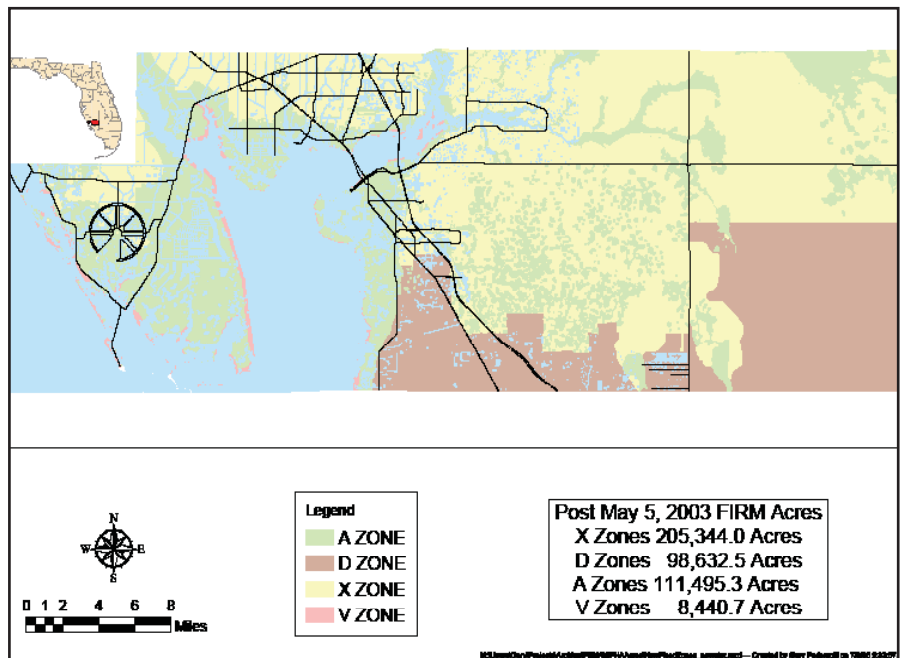 N
W E
S
0 1 2 4 6 8
Miles
Legend
A ZONE
D ZONE
X ZONE
V ZONE
Post May 5, 2003 FIRM Acres
X Zones 205,344.0 Acres
D Zones 98,632.5 Acres
A Zones 111,495.3 Acres
V Zones 8,440.7 Acres